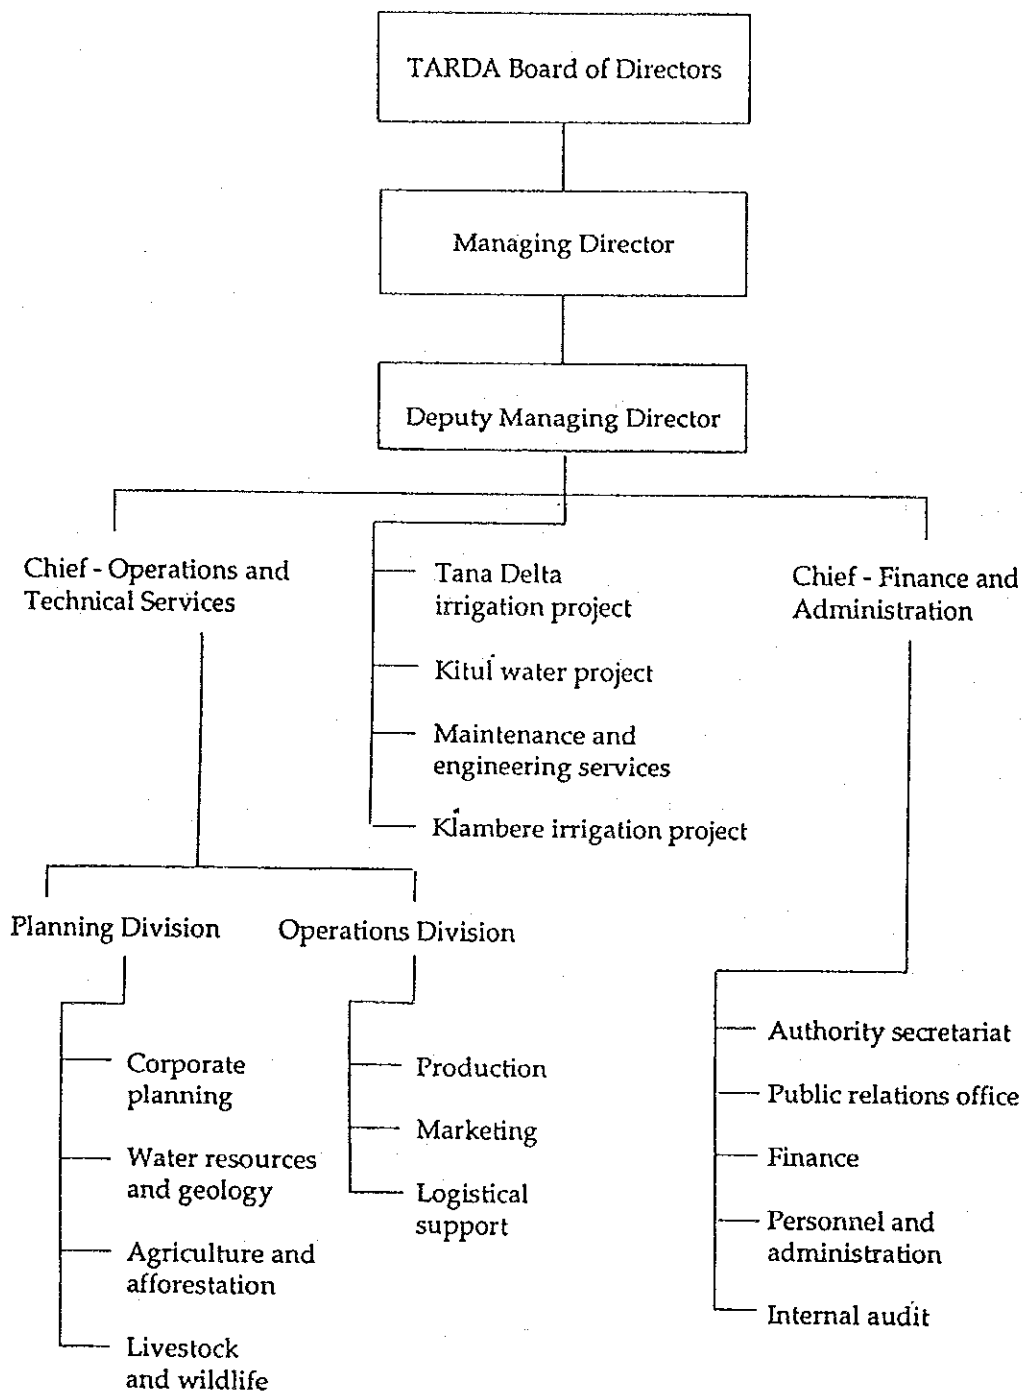 TARDA Board of Directors
Managing Director
Deputy Managing Director
Chief - Operations and
Technical Services
Tana Delta
irrigation project
Kitui water project
Maintenance and
engineering services
Kiambere irrigation project
Chief - Finance and
Administration
Planning Division
Corporate
planning
Water resources
and geology
Agriculture and
afforestation
Livestock
and wildlife
Operations Division
Production
Marketing
Logistical
support
Authority secretariat
Public relations office
Finance
Personnel and
administration
Internal audit